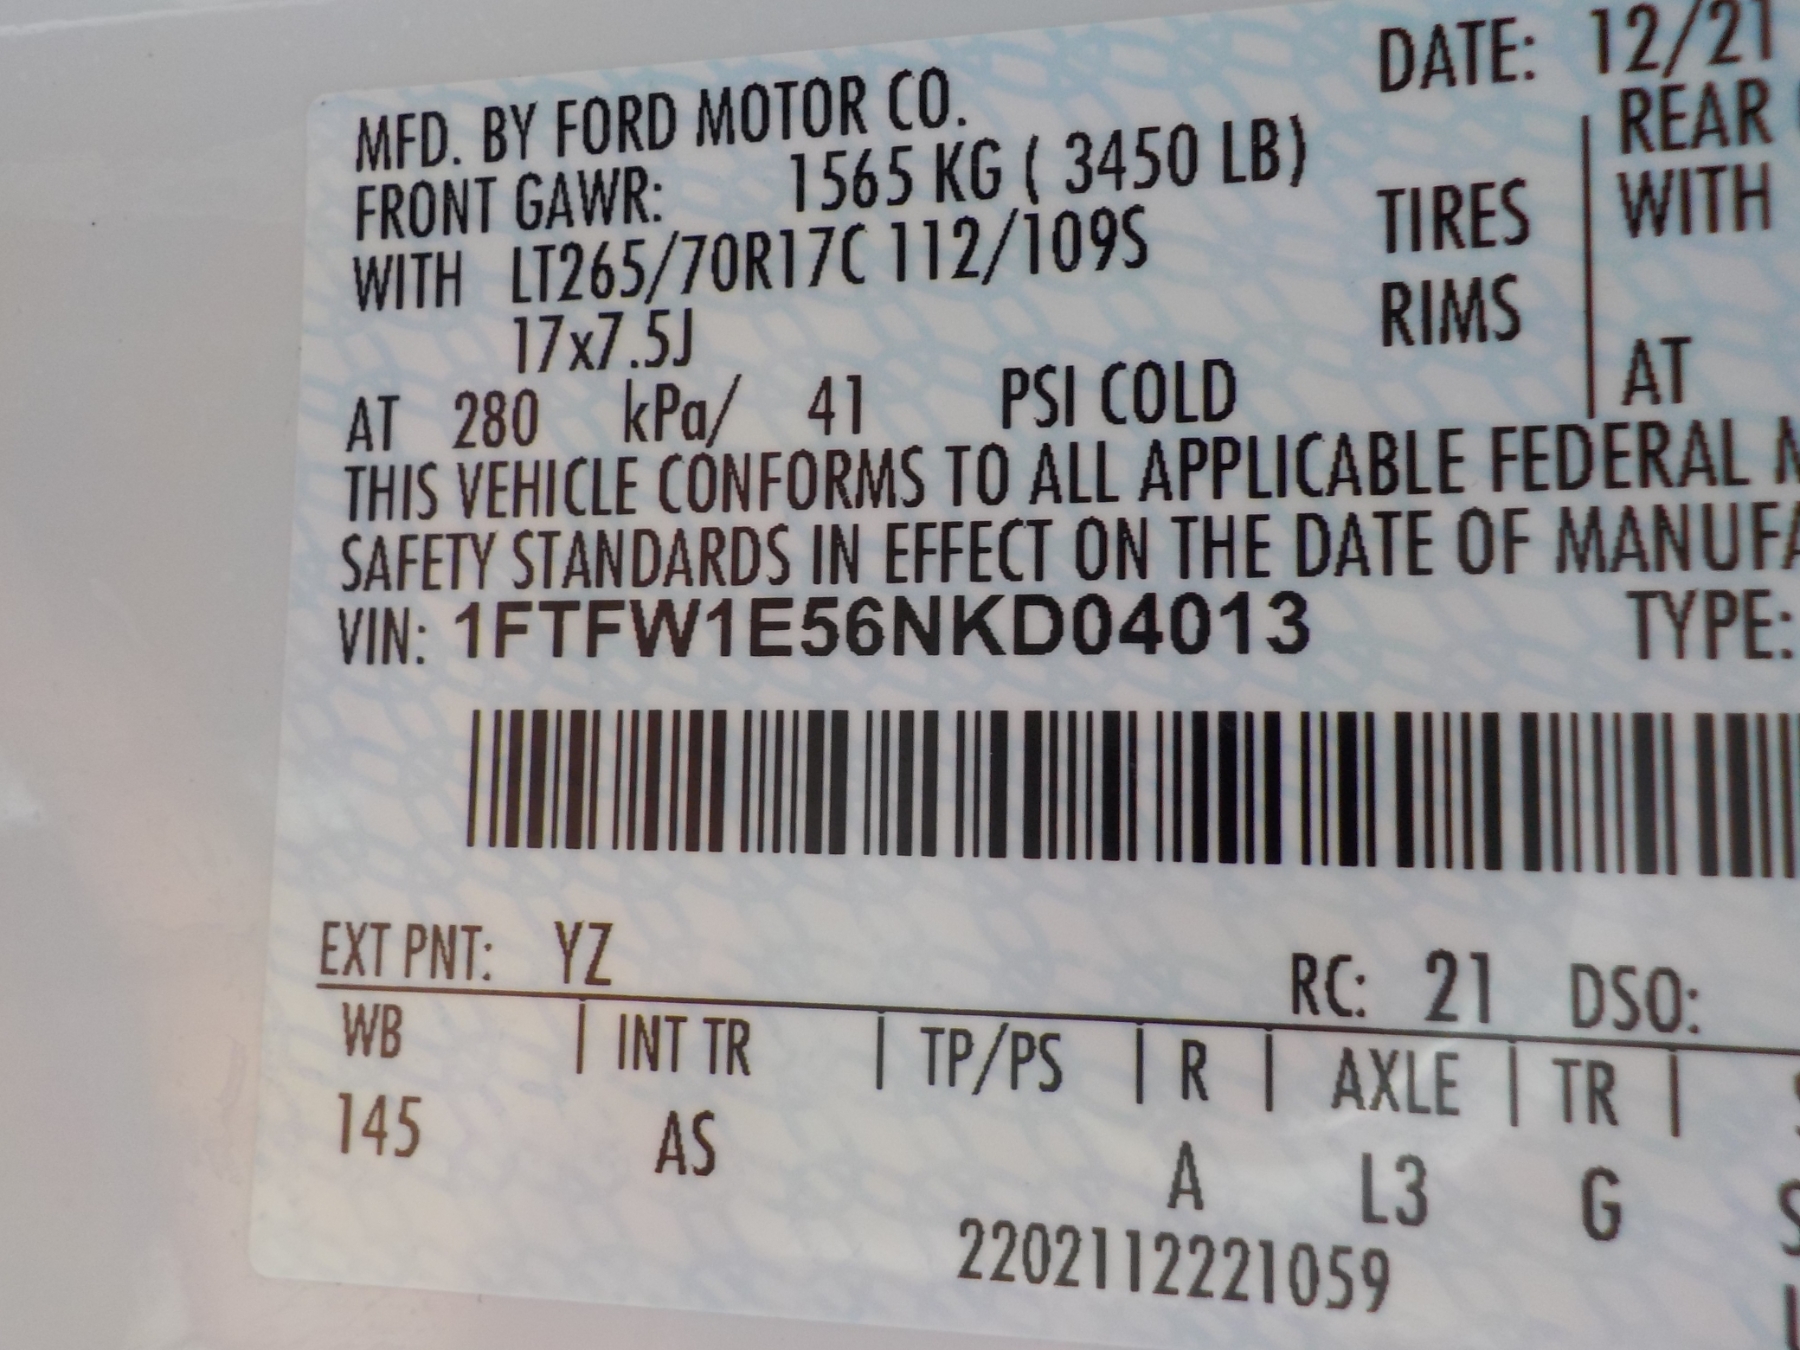 DATE: 12/21
MFD. BY FORD MOTOR CO.
FRONT GAWR: 1565 KG ( 3450 LB)
REAR
WITH LT265/70R17C 112/109S TIRES WITH
17x7.5J RIMS
AT 280 kPa/ 41 PSI COLD AT
THIS VEHICLE CONFORMS TO ALL APPLICABLE FEDERAL
SAFETY STANDARDS IN EFFECT ON THE DATE OF MANUFA
VIN: 1FTFW1E56NKD04013 TYPE:
EXT PNT: YZ RC: 21 DSO:
WB | INT TR | TP/PS | R | AXLE | TR |
145 AS A L3 G
2202112221059